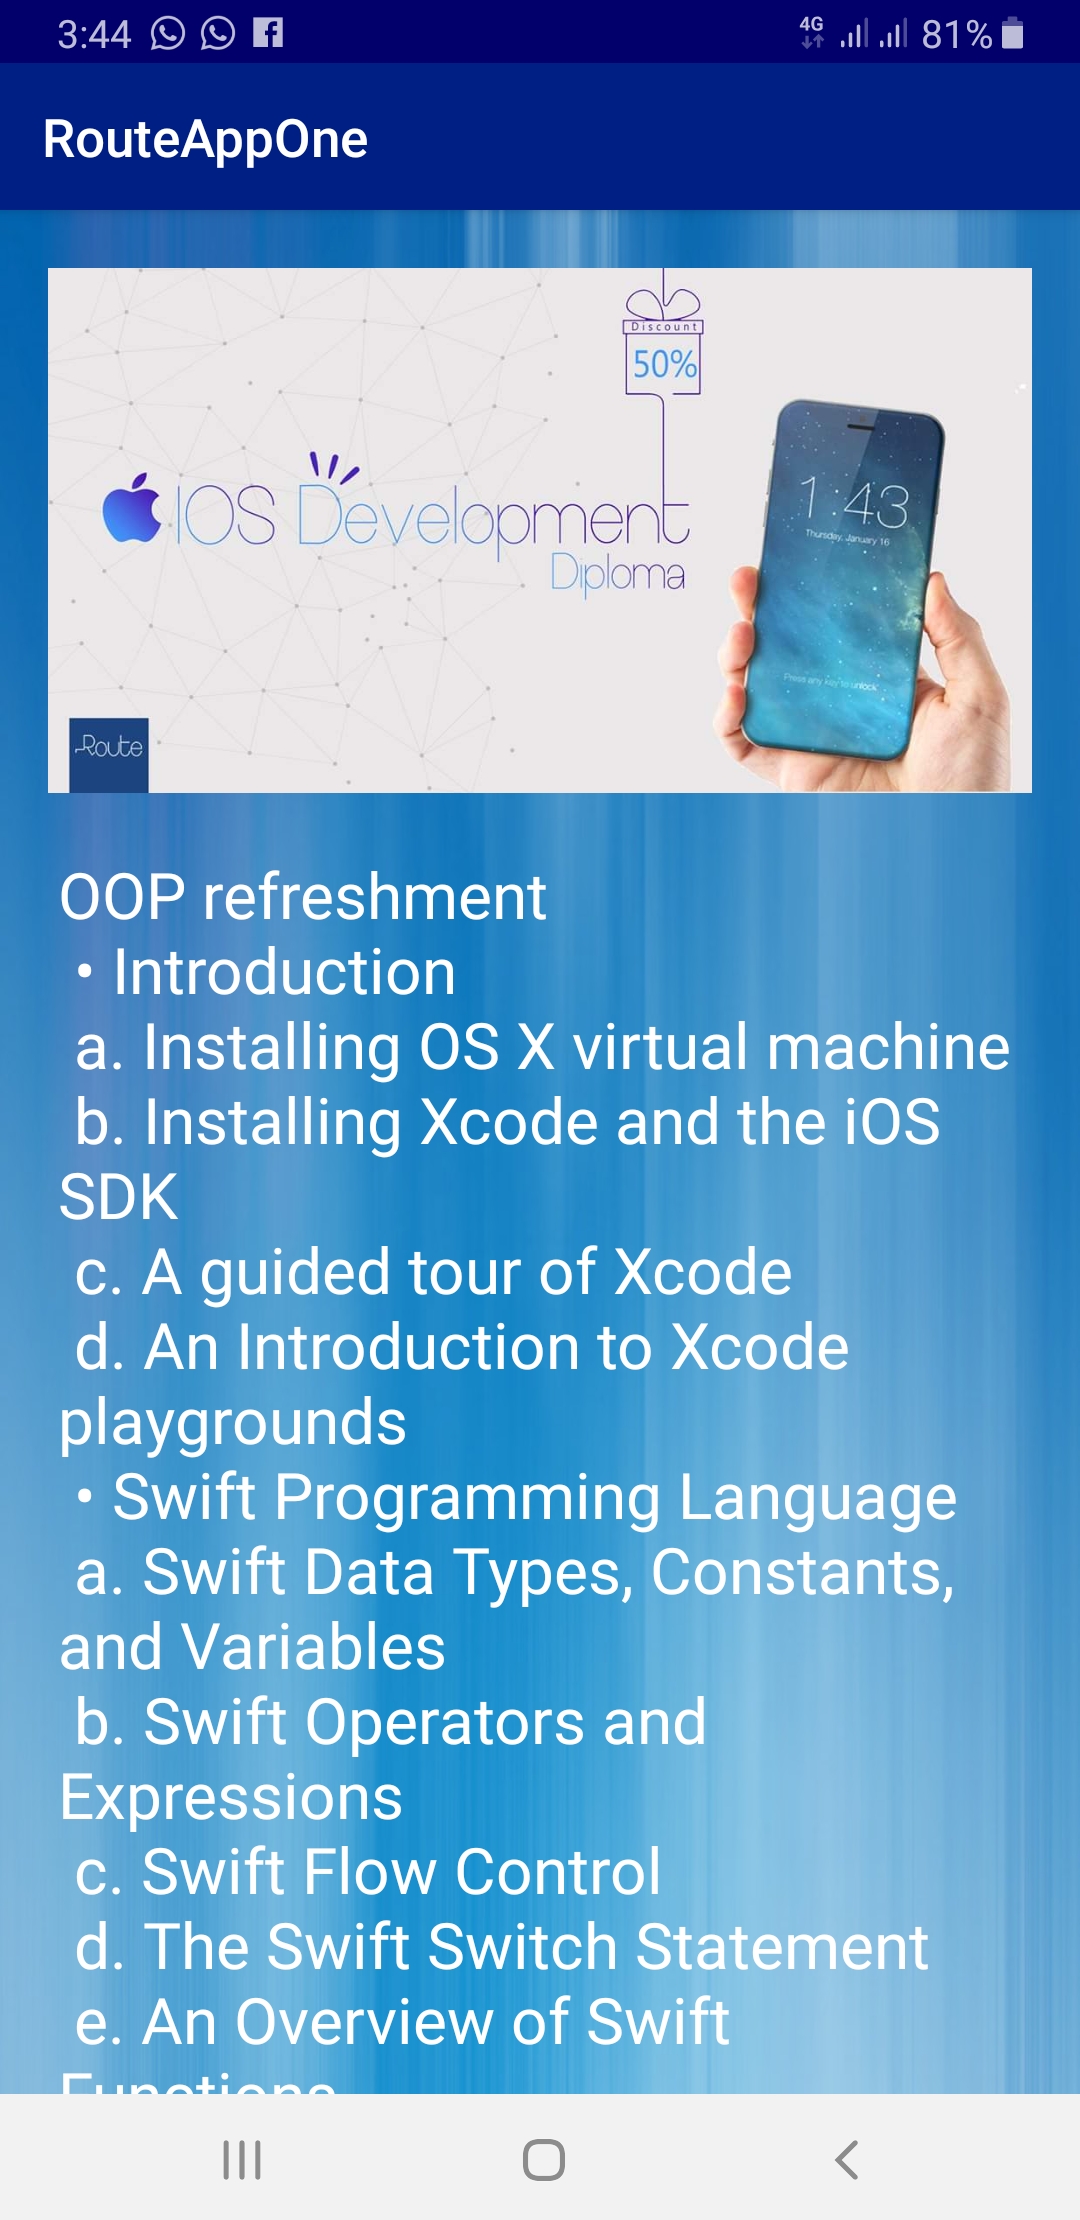 3:44
4G 81%
RouteAppOne
Discount
50%
IOS Development
Diploma
1:43
Thursday, January 16
Press any key to unlock
Route
OOP refreshment
• Introduction
a. Installing OS X virtual machine
b. Installing Xcode and the iOS
SDK
c. A guided tour of Xcode
d. An Introduction to Xcode
playgrounds
• Swift Programming Language
a. Swift Data Types, Constants,
and Variables
b. Swift Operators and
Expressions
c. Swift Flow Control
d. The Swift Switch Statement
e. An Overview of Swift
Functions